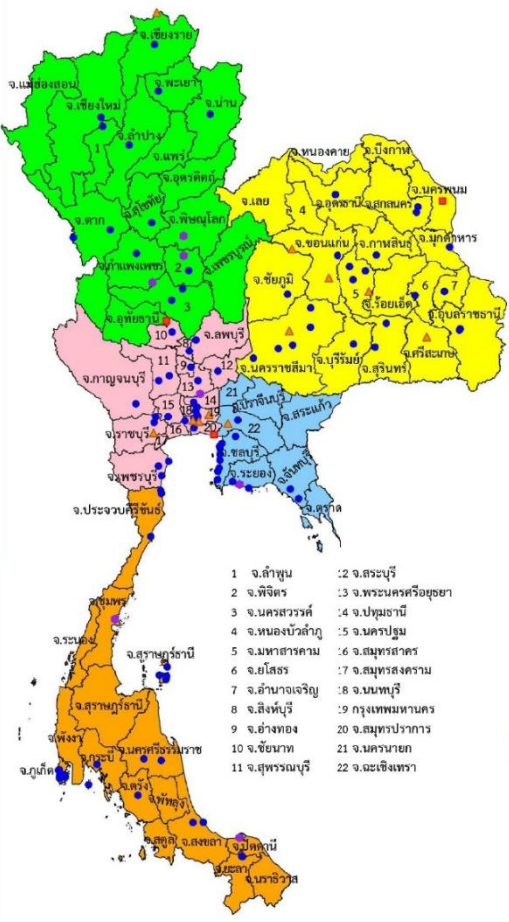 จ.เชียงราย
จ.แม่ฮ่องสอน
จ.พะเยา
จ.เชียงใหม่
จ.น่าน
จ.ลำปาง
1
จ.แพร่
จ.อุตรดิตถ์
จ.สุโขทัย
จ.ตาก
จ.พิษณุโลก
จ.กำแพงเพชร
2
จ.เพชรบูรณ์
3
จ.อุทัยธานี
จ.หนองคาย
จ.บึงกาฬ
จ.เลย
4
จ.อุดรธานี
จ.สกลนคร
จ.นครพนม
จ.ขอนแก่น
จ.กาฬสินธุ์
จ.มุกดาหาร
จ.ชัยภูมิ
5
จ.ร้อยเอ็ด
6
7
จ.อุบลราชธานี
จ.นครราชสีมา
จ.บุรีรัมย์
จ.สุรินทร์
จ.ศรีสะเกษ
10
8
จ.ลพบุรี
11
9
12
จ.กาญจนบุรี
13
15
14
18
19
จ.ราชบุรี
16
20
จ.เพชรบุรี
21
จ.ปราจีนบุรี
จ.สระแก้ว
22
จ.ชลบุรี
จ.ระยอง
จ.จันทบุรี
จ.ตราด
จ.ประจวบคีรีขันธ์
จ.ชุมพร
จ.ระนอง
จ.สุราษฎร์ธานี
จ.สุราษฎร์ธานี
จ.พังงา
จ.ภูเก็ต
จ.กระบี่
จ.นครศรีธรรมราช
จ.ตรัง
จ.พัทลุง
จ.สตูล
จ.สงขลา
จ.ปัตตานี
จ.ยะลา
จ.นราธิวาส
1 จ.ลำพูน
2 จ.พิจิตร
3 จ.นครสวรรค์
4 จ.หนองบัวลำภู
5 จ.มหาสารคาม
6 จ.ยโสธร
7 จ.อำนาจเจริญ
8 จ.สิงห์บุรี
9 จ.อ่างทอง
10 จ.ชัยนาท
11 จ.สุพรรณบุรี
12 จ.สระบุรี
13 จ.พระนครศรีอยุธยา
14 จ.ปทุมธานี
15 จ.นครปฐม
16 จ.สมุทรสาคร
17 จ.สมุทรสงคราม
18 จ.นนทบุรี
19 กรุงเทพมหานคร
20 จ.สมุทรปราการ
21 จ.นครนายก
22 จ.ฉะเชิงเทรา